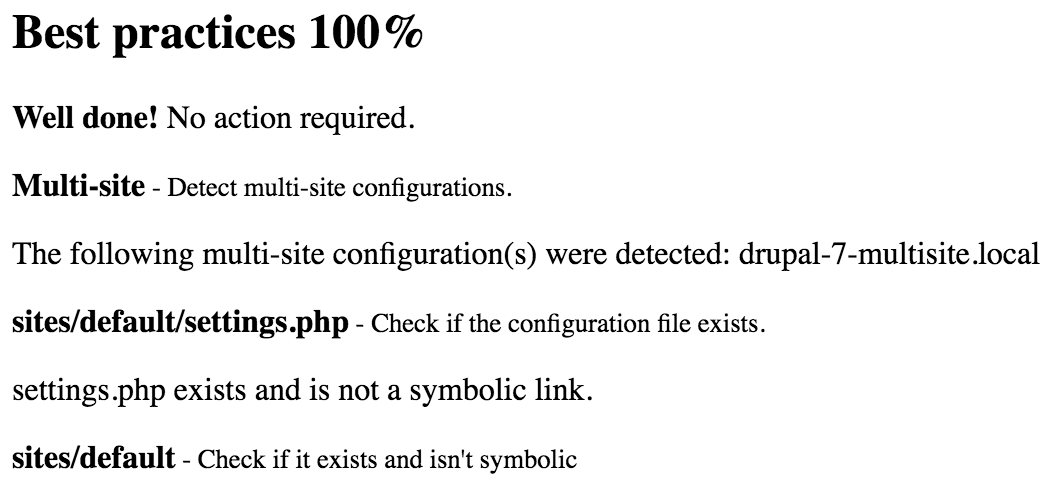 Best practices 100%
Well done! No action required.
Multi-site - Detect multi-site configurations.
The following multi-site configuration(s) were detected: drupal-7-multisite.local
sites/default/settings.php - Check if the configuration file exists.
settings.php exists and is not a symbolic link.
sites/default - Check if it exists and isn't symbolic